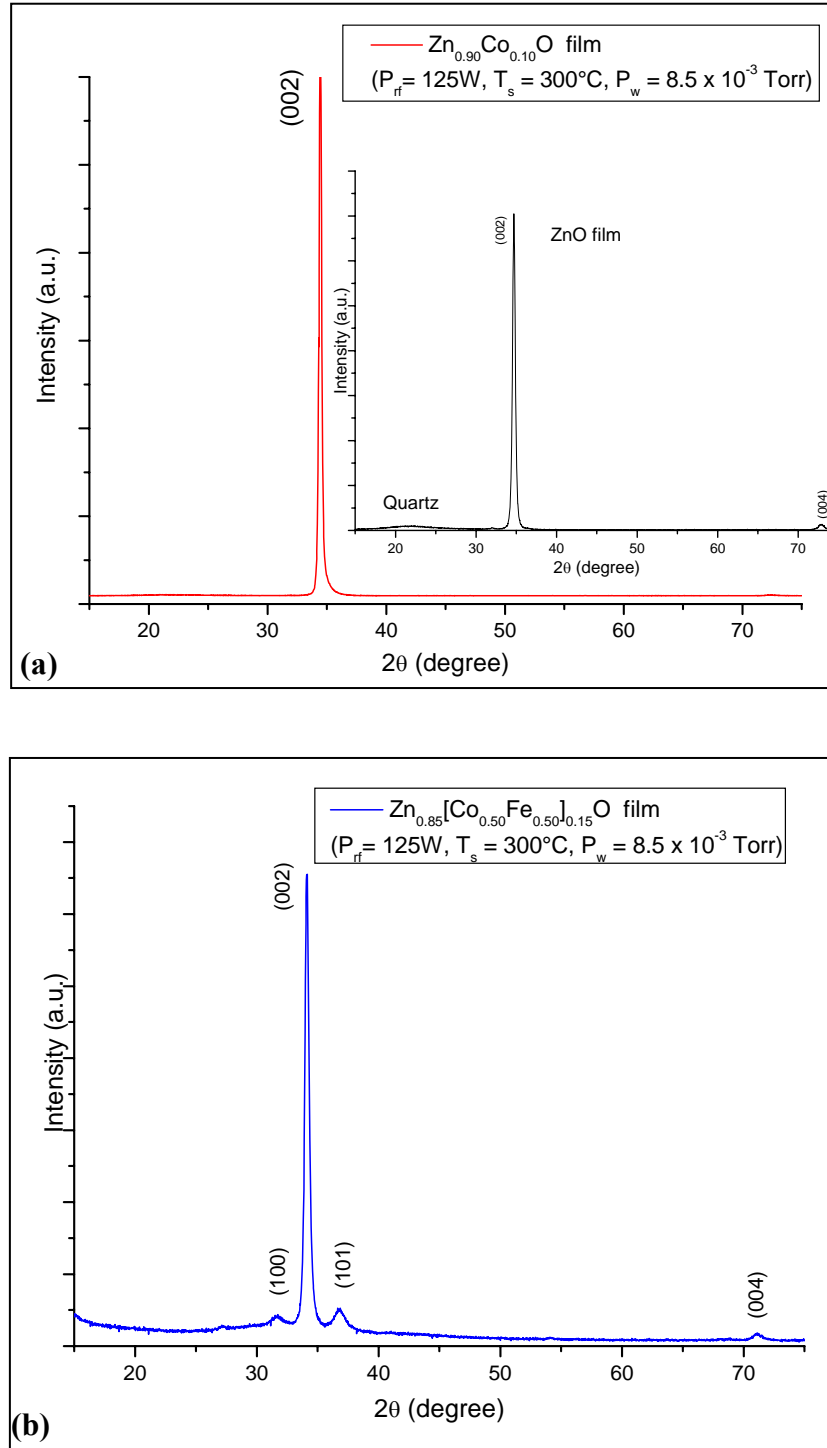 Zn0.90Co0.10O film
(Prf= 125W, Ts = 300°C, Pw = 8.5 x 10-3 Torr)
(002)
Intensity (a.u.)
(002)
ZnO film
Intensity (a.u.)
Quartz
(004)
20 30 40 50 60 70
2θ (degree)
20 30 40 50 60 70
2θ (degree)
(a)
Zn0.85[Co0.50Fe0.50]0.15O film
(Prf= 125W, Ts = 300°C, Pw = 8.5 x 10-3 Torr)
(002)
Intensity (a.u.)
(100)
(101)
(004)
20 30 40 50 60 70
2θ (degree)
(b)